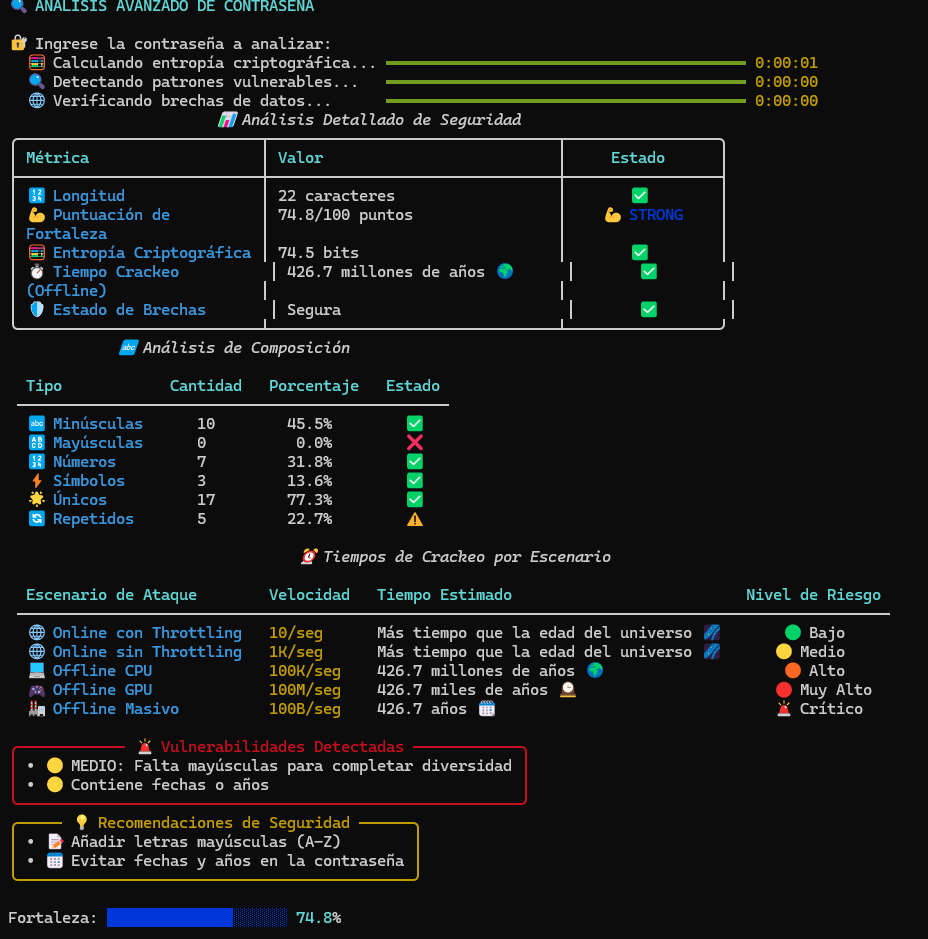 ANÁLISIS AVANZADO DE CONTRASEÑA
Ingrese la contraseña a analizar:
Calculando entropía criptográfica... 0:00:01
Detectando patrones vulnerables... 0:00:00
Verificando brechas de datos... 0:00:00
Análisis Detallado de Seguridad
Métrica Valor Estado
Longitud 22 caracteres
Puntuación de 74.8/100 puntos STRONG
Fortaleza
Entropía Criptográfica 74.5 bits
Tiempo Crackeo 426.7 millones de años
(Offline)
Estado de Brechas Segura
Análisis de Composición
Tipo Cantidad Porcentaje Estado
Minúsculas 10 45.5%
Mayúsculas 0 0.0%
Números 7 31.8%
Símbolos 3 13.6%
Únicos 17 77.3%
Repetidos 5 22.7%
Tiempos de Crackeo por Escenario
Escenario de Ataque Velocidad Tiempo Estimado Nivel de Riesgo
Online con Throttling 10/seg Más tiempo que la edad del universo Bajo
Online sin Throttling 1K/seg Más tiempo que la edad del universo Medio
Offline CPU 100K/seg 426.7 millones de años Alto
Offline GPU 100M/seg 426.7 miles de años Muy Alto
Offline Masivo 100B/seg 426.7 años Crítico
Vulnerabilidades Detectadas
• MEDIO: Falta mayúsculas para completar diversidad
• Contiene fechas o años
Recomendaciones de Seguridad
• Añadir letras mayúsculas (A-Z)
• Evitar fechas y años en la contraseña
Fortaleza: 74.8%